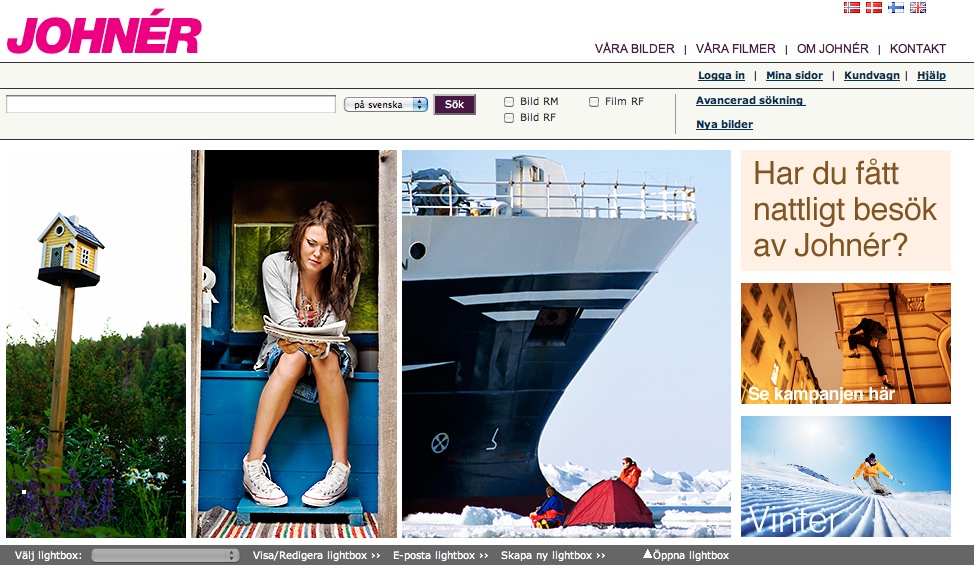 JOHNÉR
VÅRA BILDER | VÅRA FILMER | OM JOHNÉR | KONTAKT
Logga in | Mina sidor | Kundvagn | Hjälp
på svenska
Sök
Bild RM
Film RF
Bild RF
Avancerad sökning
Nya bilder
Har du fått
nattligt besök
av Johnér?
Se kampanjen här
Vinter
Välj lightbox:
Visa/Redigera lightbox ›› E-posta lightbox ›› Skapa ny lightbox ›› Öppna lightbox